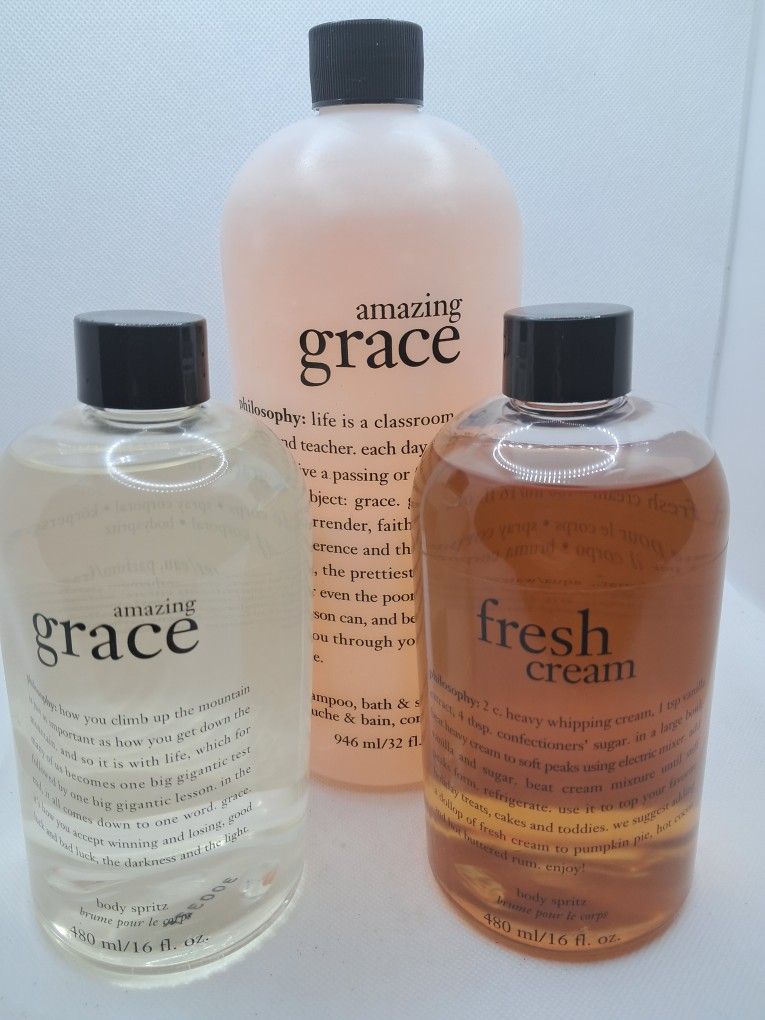 amazing
grace
philosophy: life is a classroom
nd teacher. each day
ive a passing or
bject: grace.
rrender, faith
erence and th
, the prettiest
even the poor
son can, and be
ou through yo
e.
ampoo, bath & s
uche & bain, con
946 ml/32 fl.
amazing
grace
philosophy: how you climb up the mountain
is just as important as how you get down the
mountain. and so it is with life, which for
many of us becomes one big gigantic test
followed by one big gigantic lesson. in the
end, it all comes down to one word. grace.
it's how you accept winning and losing, good
luck and bad luck, the darkness and the light.
body spritz
brume pour le corps
480 ml/16 fl. oz.
fresh
cream
philosophy: 2 c. heavy whipping cream, 1 tsp vanilla
extract, 4 tbsp. confectioners' sugar. in a large bowl,
beat heavy cream to soft peaks using electric mixer. add
vanilla and sugar. beat cream mixture until stiff
peaks form. refrigerate. use it to top your favorite
holiday treats, cakes and toddies. we suggest adding
a dollop of fresh cream to pumpkin pie, hot cocoa
and hot buttered rum. enjoy!
body spritz
brume pour le corps
480 ml/16 fl. oz.